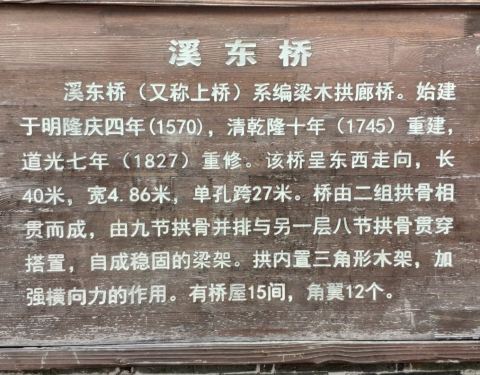 溪东桥
溪东桥（又称上桥）系编梁木拱廊桥。始建
于明隆庆四年(1570)，清乾隆十年（1745）重建，
道光七年（1827）重修。该桥呈东西走向，长
40米，宽4.86米，单孔跨27米。桥由二组拱骨相
贯而成，由九节拱骨并排与另一层八节拱骨贯穿
搭置，自成稳固的梁架。拱内置三角形木架，加
强横向力的作用。有桥屋15间，角翼12个。